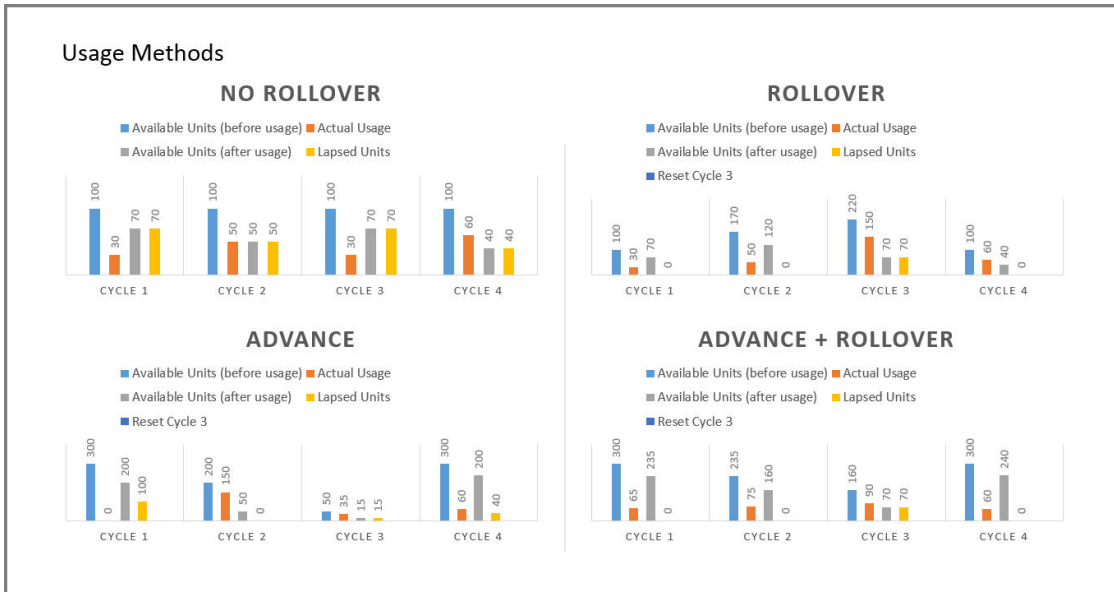 Usage Methods
NO ROLLOVER
Available Units (before usage) Actual Usage
Available Units (after usage) Lapsed Units
100 30 70 70 100 50 50 50 100 30 70 70 100 60 40 40
CYCLE 1 CYCLE 2 CYCLE 3 CYCLE 4
ROLLOVER
Available Units (before usage) Actual Usage
Available Units (after usage) Lapsed Units
Reset Cycle 3
100 30 70 0 170 50 120 0 220 150 70 70 100 60 40 0
CYCLE 1 CYCLE 2 CYCLE 3 CYCLE 4
ADVANCE
Available Units (before usage) Actual Usage
Available Units (after usage) Lapsed Units
Reset Cycle 3
300 0 200 100 200 150 50 0 50 35 15 15 300 60 200 40
CYCLE 1 CYCLE 2 CYCLE 3 CYCLE 4
ADVANCE + ROLLOVER
Available Units (before usage) Actual Usage
Available Units (after usage) Lapsed Units
Reset Cycle 3
300 65 235 0 235 75 160 0 160 90 70 70 300 60 240 0
CYCLE 1 CYCLE 2 CYCLE 3 CYCLE 4